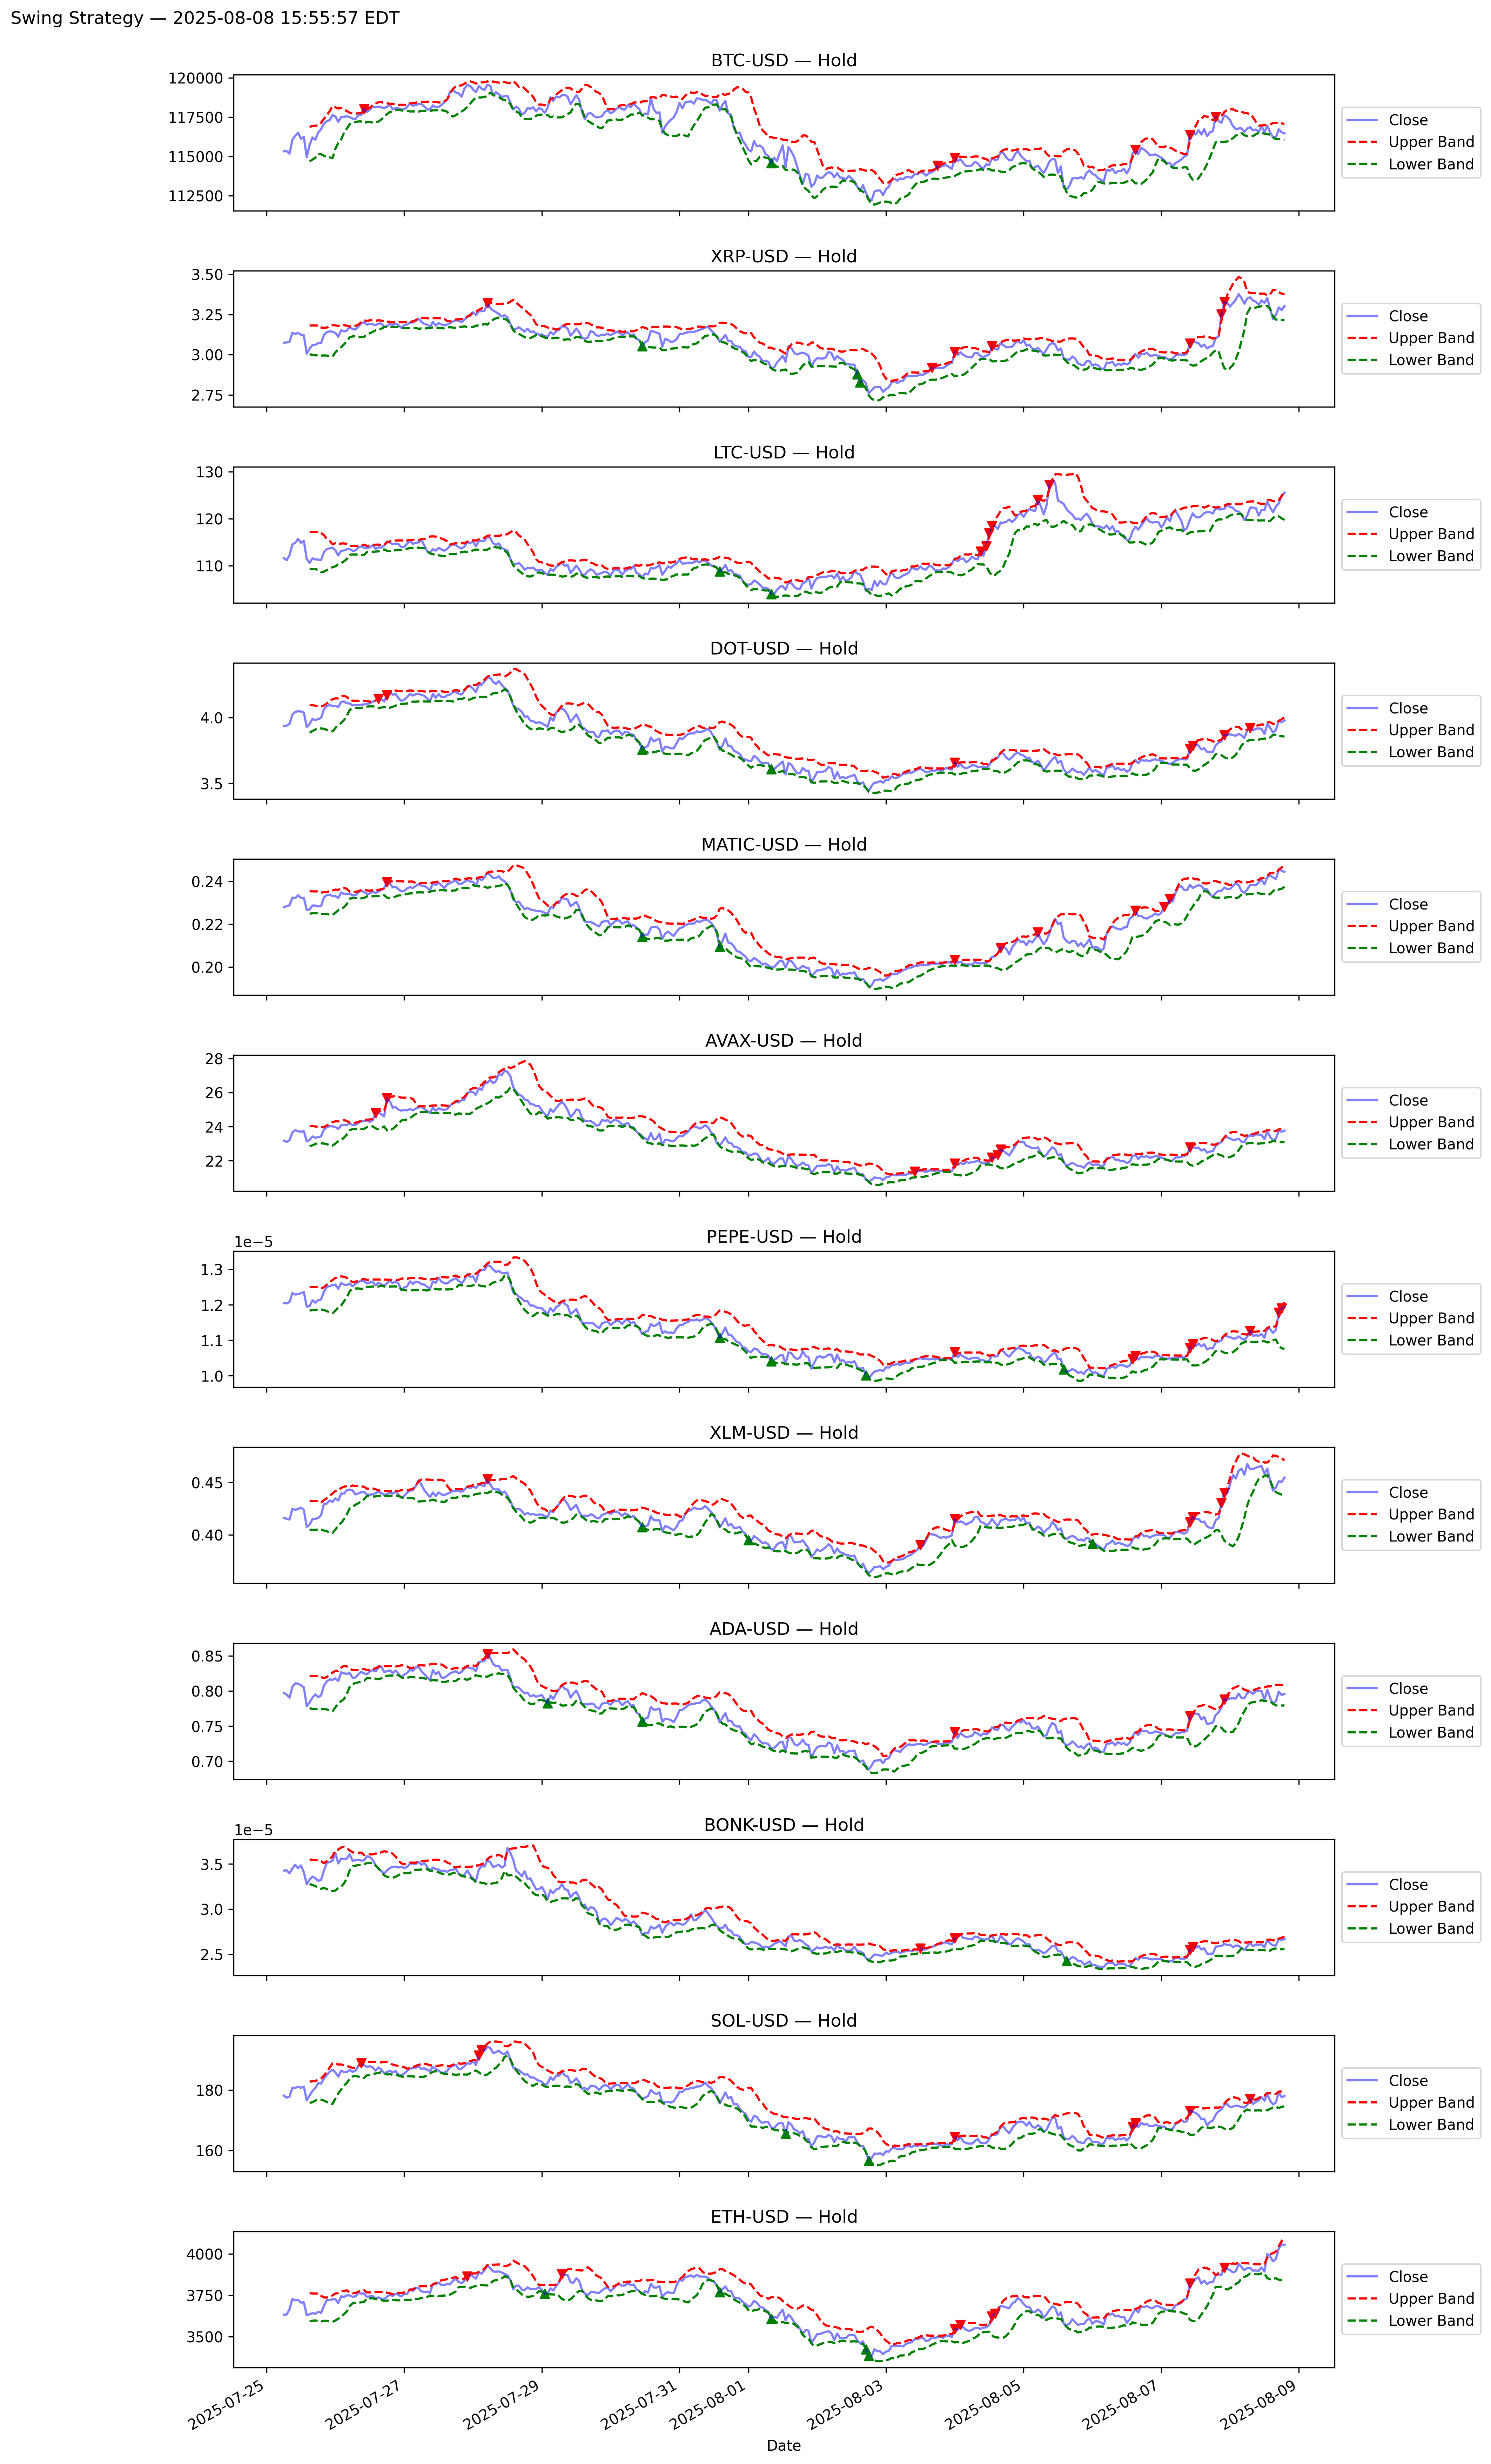 Swing Strategy — 2025-08-08 15:55:57 EDT
BTC-USD — Hold
120000
117500
115000
112500
Close
Upper Band
Lower Band
XRP-USD — Hold
3.50
3.25
3.00
2.75
Close
Upper Band
Lower Band
LTC-USD — Hold
130
120
110
Close
Upper Band
Lower Band
DOT-USD — Hold
4.0
3.5
Close
Upper Band
Lower Band
MATIC-USD — Hold
0.24
0.22
0.20
Close
Upper Band
Lower Band
AVAX-USD — Hold
28
26
24
22
Close
Upper Band
Lower Band
PEPE-USD — Hold
1e−5
1.3
1.2
1.1
1.0
Close
Upper Band
Lower Band
XLM-USD — Hold
0.45
0.40
Close
Upper Band
Lower Band
ADA-USD — Hold
0.85
0.80
0.75
0.70
Close
Upper Band
Lower Band
BONK-USD — Hold
1e−5
3.5
3.0
2.5
Close
Upper Band
Lower Band
SOL-USD — Hold
180
160
Close
Upper Band
Lower Band
ETH-USD — Hold
4000
3750
3500
Close
Upper Band
Lower Band
2025-07-25
2025-07-27
2025-07-29
2025-07-31
2025-08-01
2025-08-03
2025-08-05
2025-08-07
2025-08-09
Date